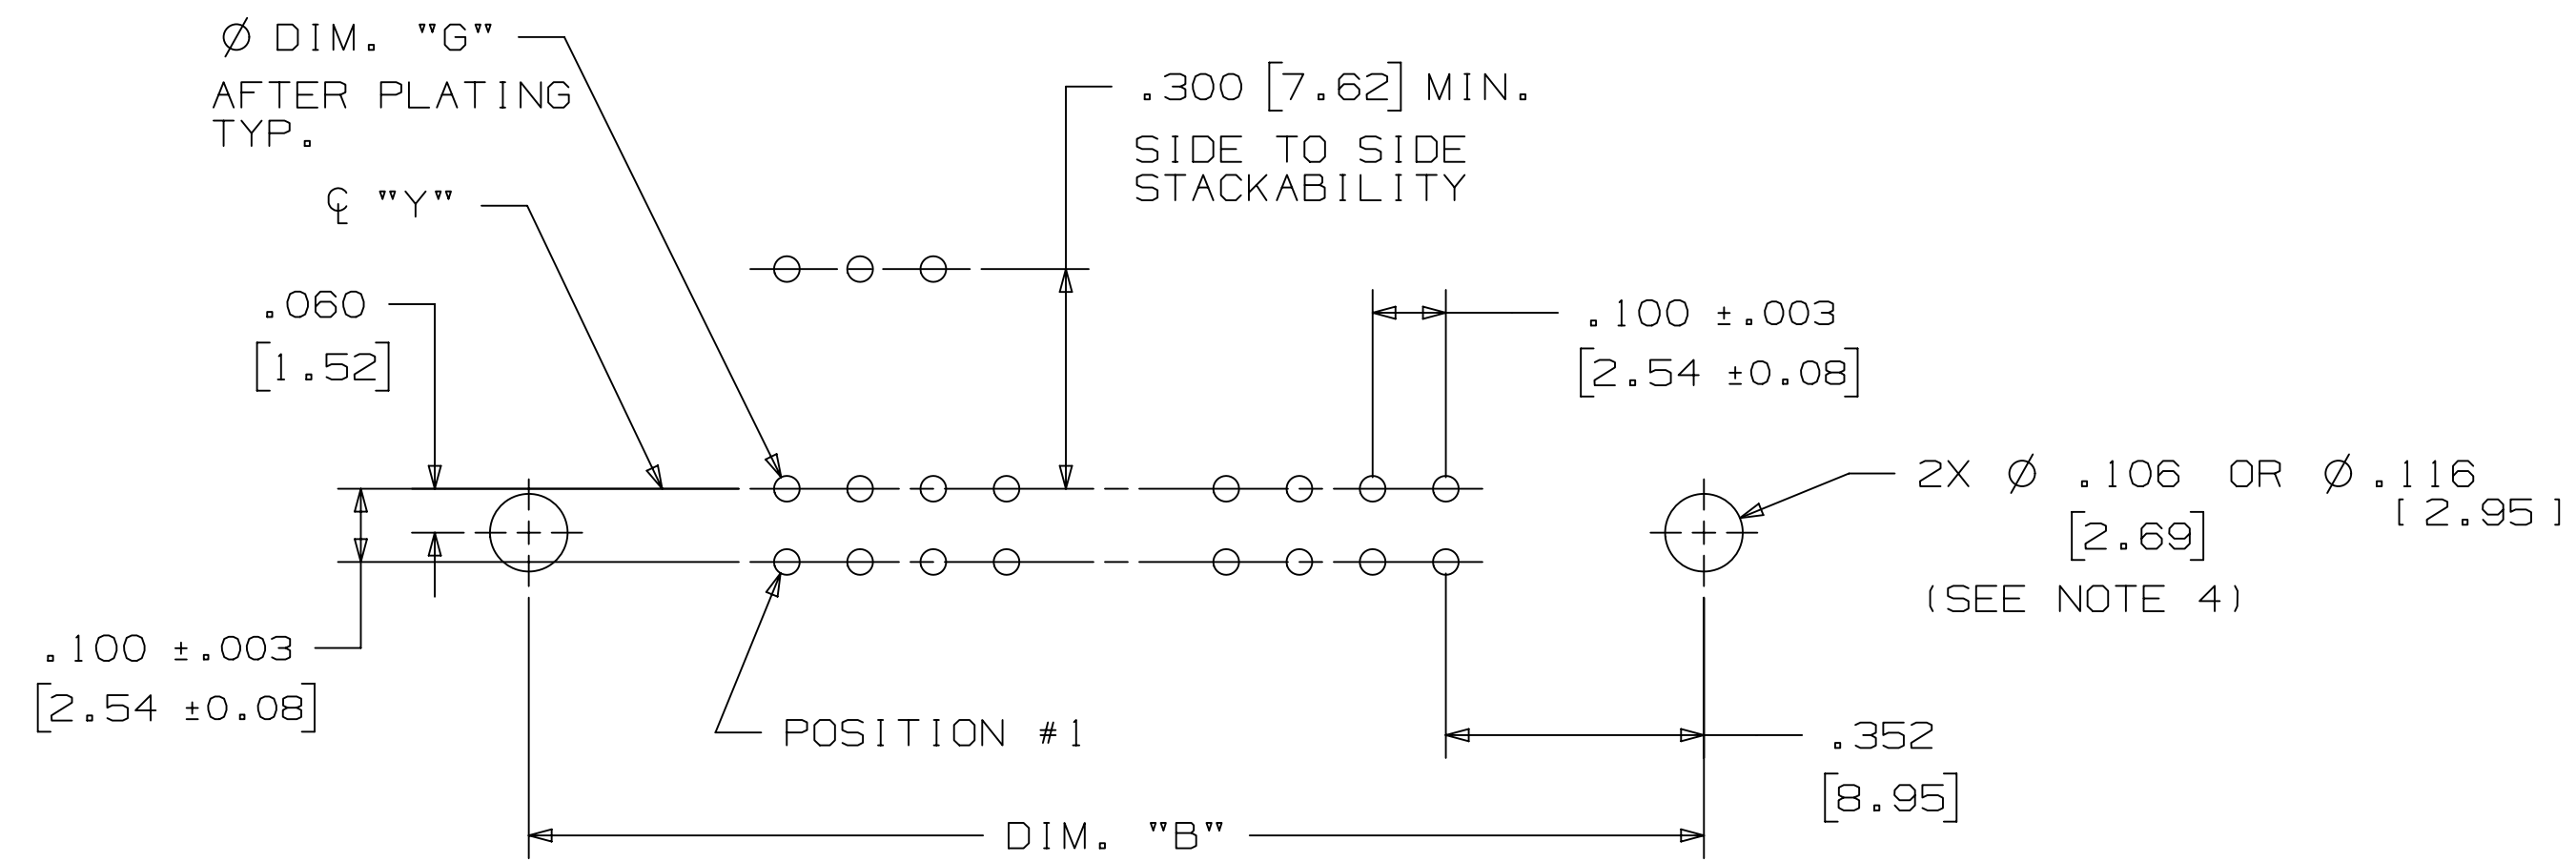 Ø DIM. "G"
AFTER PLATING
TYP.
℄ "Y"
.300 [7.62] MIN.
SIDE TO SIDE
STACKABILITY
.060
[1.52]
.100 ±.003
[2.54 ±0.08]
2X Ø .106 OR Ø .116
[2.95]
[2.69]
(SEE NOTE 4)
.100 ±.003
[2.54 ±0.08]
POSITION #1
.352
[8.95]
DIM. "B"